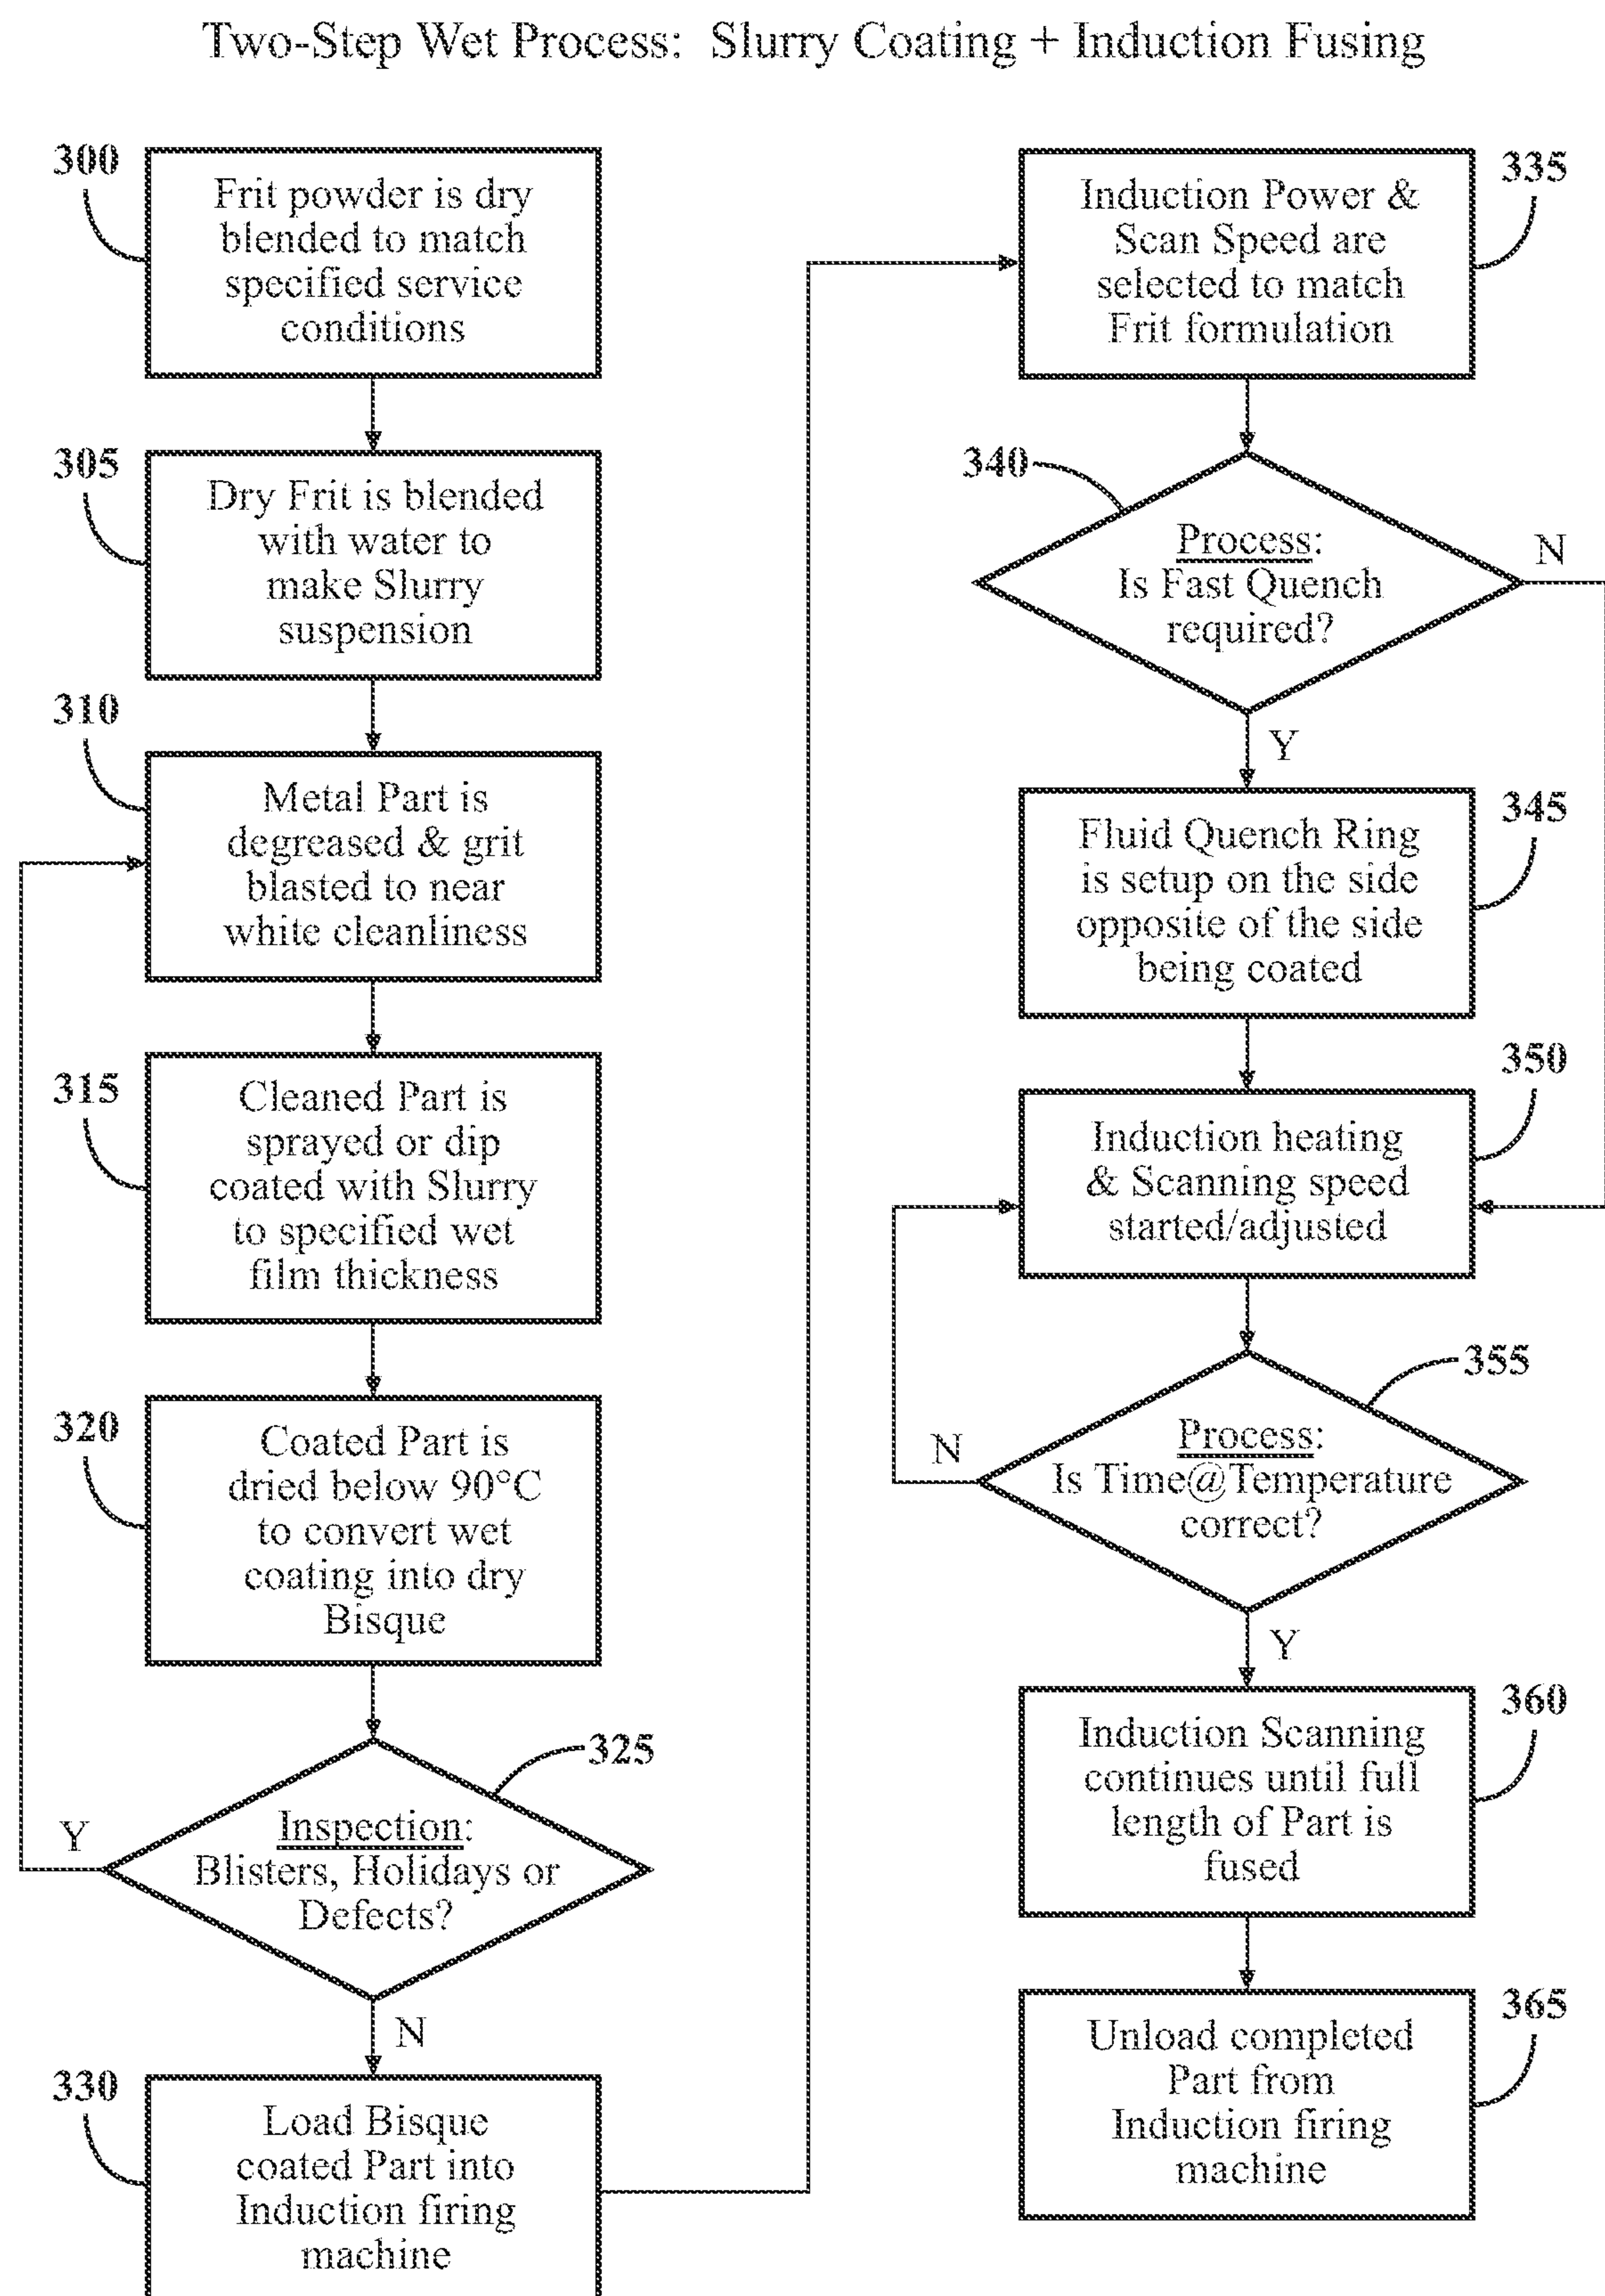 Two-Step Wet Process: Slurry Coating + Induction Fusing
300
Frit powder is dry
blended to match
specified service
conditions
305
Dry Frit is blended
with water to
make Slurry
suspension
310
Metal Part is
degreased & grit
blasted to near
white cleanliness
315
Cleaned Part is
sprayed or dip
coated with Slurry
to specified wet
film thickness
320
Coated Part is
dried below 90°C
to convert wet
coating into dry
Bisque
325
Inspection:
Blisters, Holidays or
Defects?
Y
N
330
Load Bisque
coated Part into
Induction firing
machine
335
Induction Power &
Scan Speed are
selected to match
Frit formulation
340
Process:
Is Fast Quench
required?
N
Y
345
Fluid Quench Ring
is setup on the side
opposite of the side
being coated
350
Induction heating
& Scanning speed
started/adjusted
355
Process:
Is Time@Temperature
correct?
N
Y
360
Induction Scanning
continues until full
length of Part is
fused
365
Unload completed
Part from
Induction firing
machine